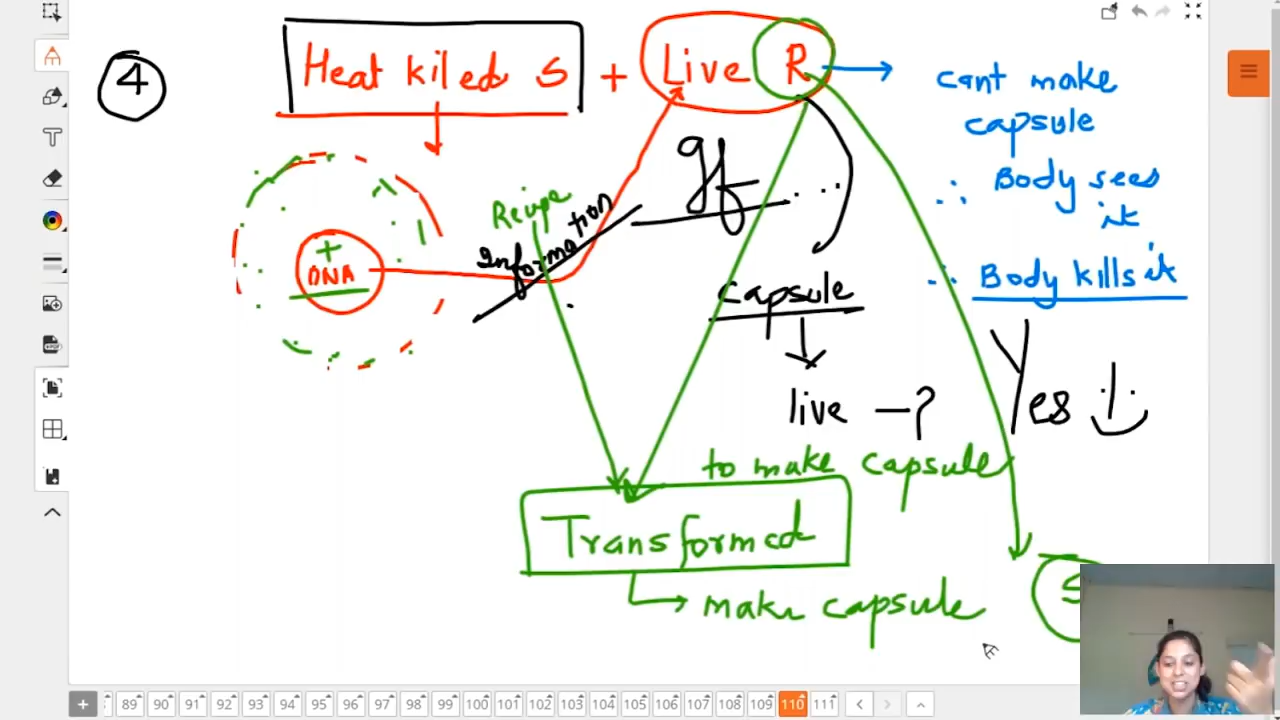 4
Heat killed S + Live R
cant make
capsule
∴ Body sees
it
∴ Body kills it
gf ....
Recipe
Information
+
DNA
capsule
live - ?
Yes
to make capsule
Transformed
make capsule
S
89 90 91 92 93 94 95 96 97 98 99 100 101 102 103 104 105 106 107 108 109 110 111